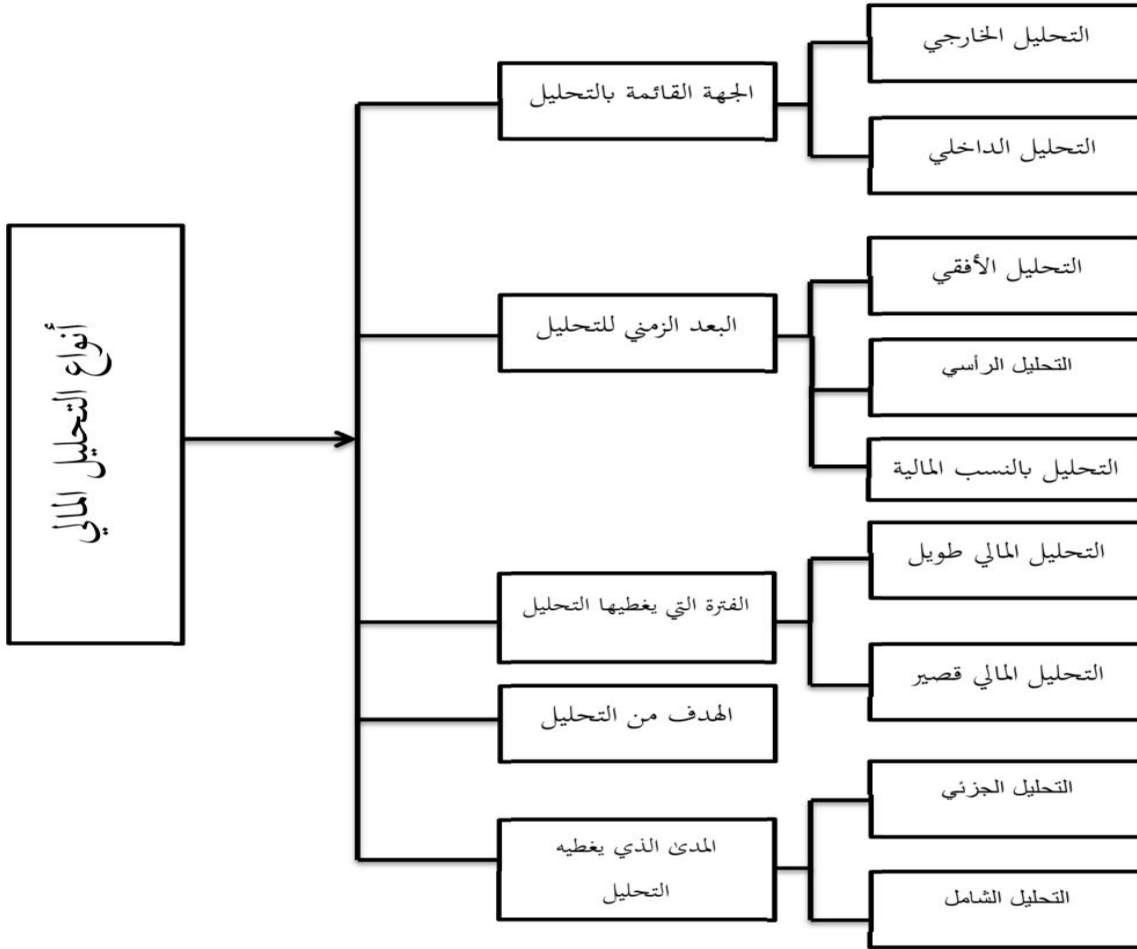 أنواع التحليل المالي
الجهة القائمة بالتحليل
التحليل الخارجي
التحليل الداخلي
البعد الزمني للتحليل
التحليل الأفقي
التحليل الرأسي
التحليل بالنسب المالية
الفترة التي يغطيها التحليل
التحليل المالي طويل
التحليل المالي قصير
الهدف من التحليل
المدى الذي يغطيه
التحليل
التحليل الجزئي
التحليل الشامل